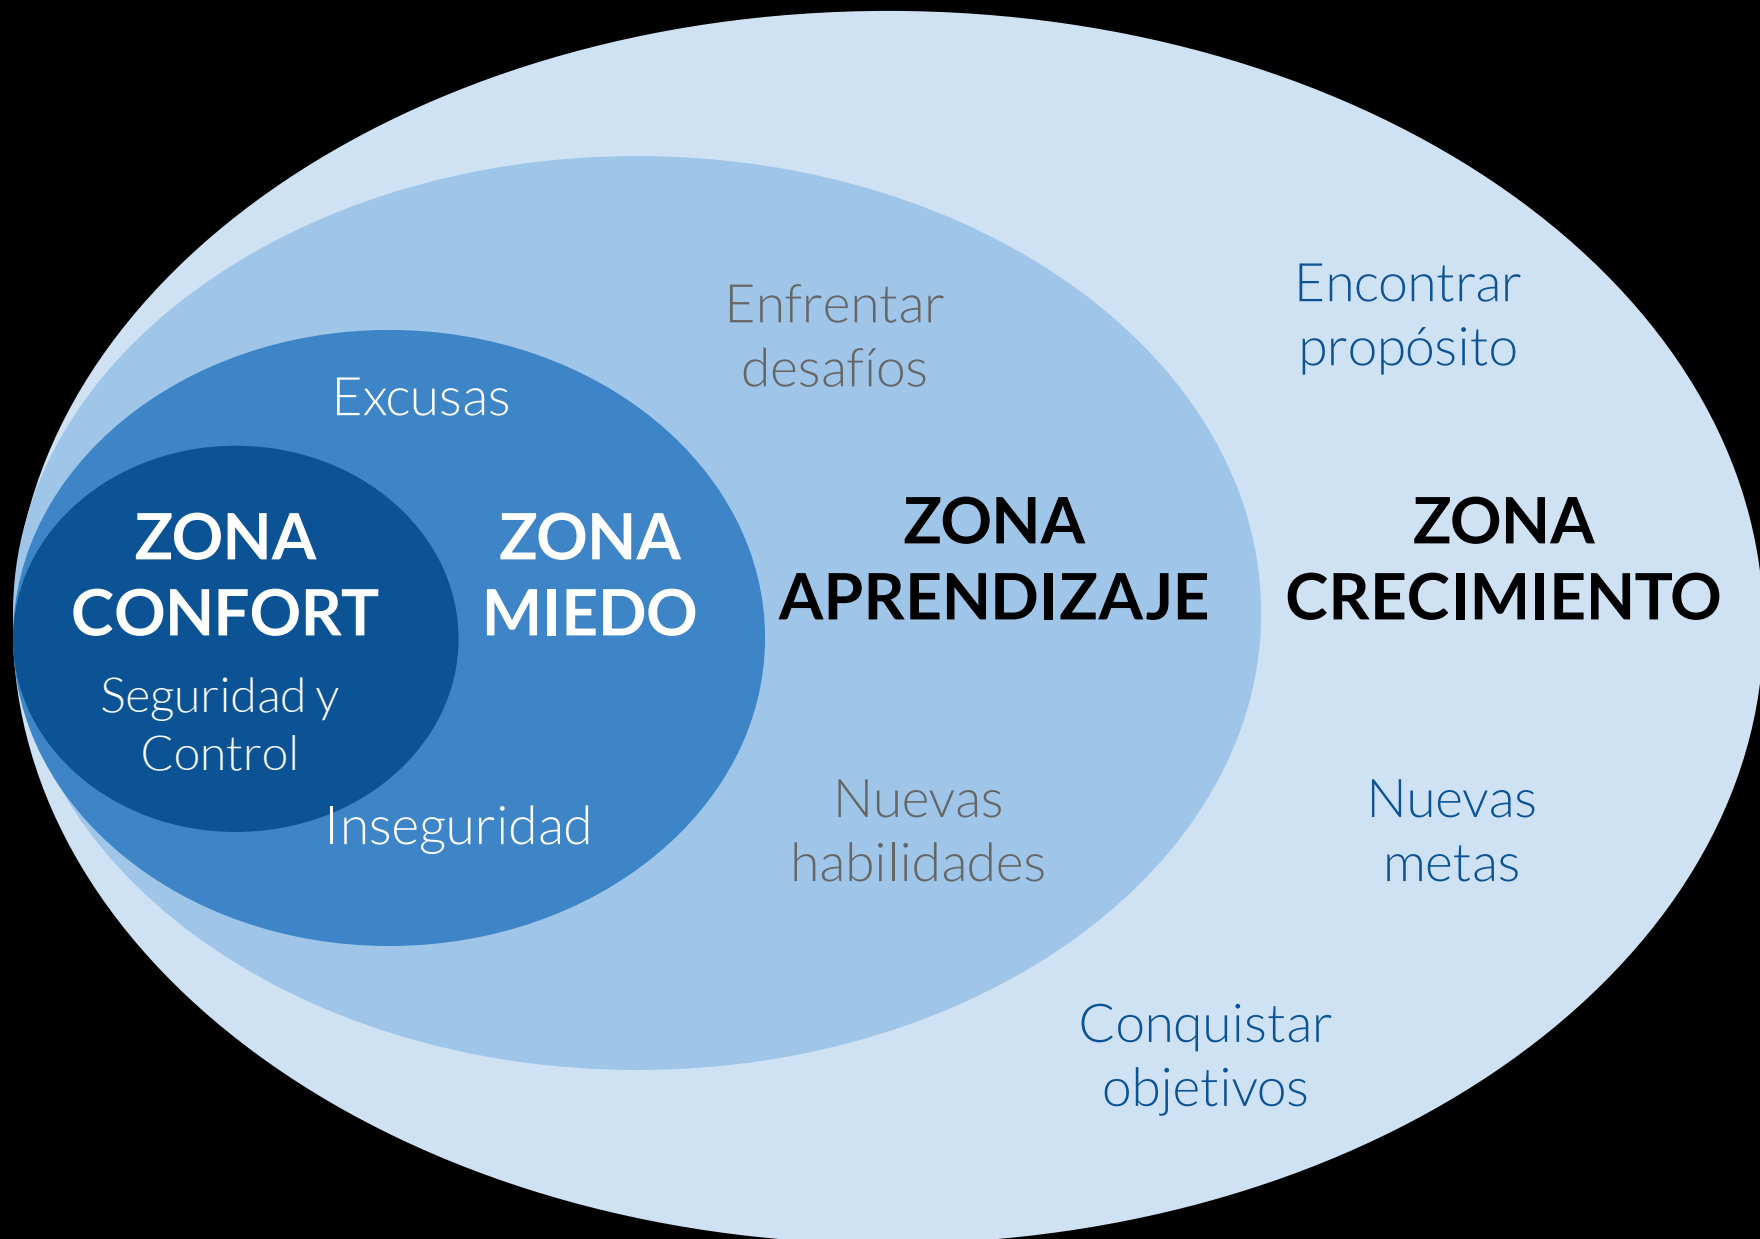 ZONA
CONFORT
Seguridad y
Control
Excusas
ZONA
MIEDO
Inseguridad
Enfrentar
desafíos
ZONA
APRENDIZAJE
Nuevas
habilidades
Encontrar
propósito
ZONA
CRECIMIENTO
Nuevas
metas
Conquistar
objetivos